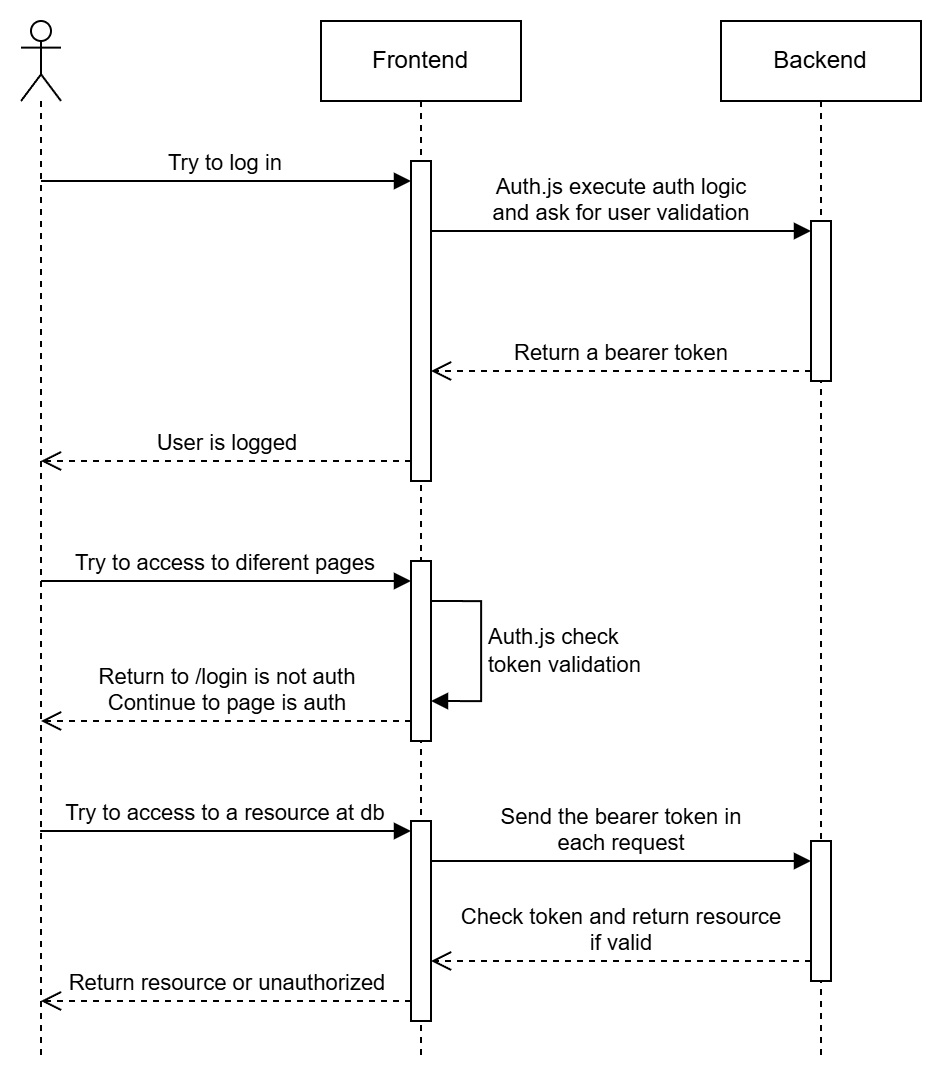 Frontend
Backend
Try to log in
Auth.js execute auth logic
and ask for user validation
Return a bearer token
User is logged
Try to access to diferent pages
Auth.js check
token validation
Return to /login is not auth
Continue to page is auth
Try to access to a resource at db
Send the bearer token in
each request
Check token and return resource
if valid
Return resource or unauthorized